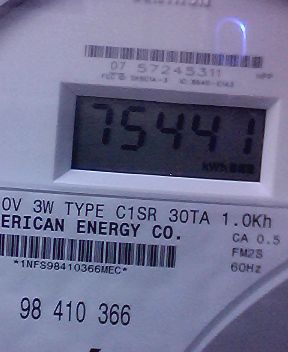 07 57245311
75441
kWh
0V 3W TYPE C1SR 30TA 1.0Kh
ERICAN ENERGY CO.
CA 0.5
FM2S
60Hz
*1NFS98410366MEC*
98 410 366